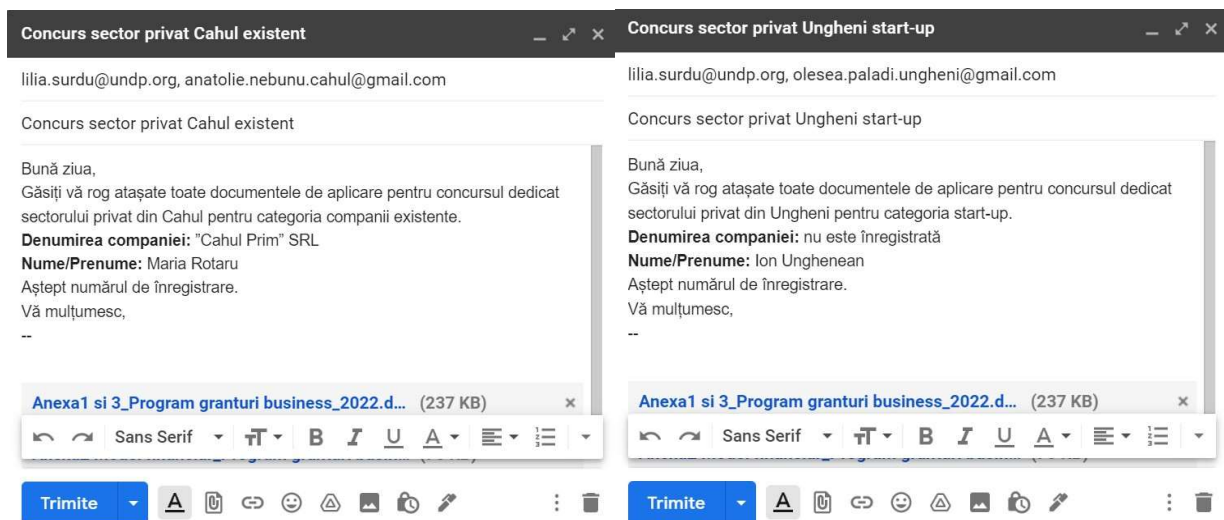 Concurs sector privat Cahul existent
lilia.surdu@undp.org, anatolie.nebunu.cahul@gmail.com
Concurs sector privat Cahul existent
Bună ziua,
Găsiți vă rog atașate toate documentele de aplicare pentru concursul dedicat
sectorului privat din Cahul pentru categoria companii existente.
Denumirea companiei: ”Cahul Prim” SRL
Nume/Prenume: Maria Rotaru
Aștept numărul de înregistrare.
Vă mulțumesc,
--
Anexa1 si 3_Program granturi business_2022.d... (237 KB)
Sans Serif
Trimite
Concurs sector privat Ungheni start-up
lilia.surdu@undp.org, olesea.paladi.ungheni@gmail.com
Concurs sector privat Ungheni start-up
Bună ziua,
Găsiți vă rog atașate toate documentele de aplicare pentru concursul dedicat
sectorului privat din Ungheni pentru categoria start-up.
Denumirea companiei: nu este înregistrată
Nume/Prenume: Ion Unghenean
Aștept numărul de înregistrare.
Vă mulțumesc,
--
Anexa1 si 3_Program granturi business_2022.d... (237 KB)
Sans Serif
Trimite